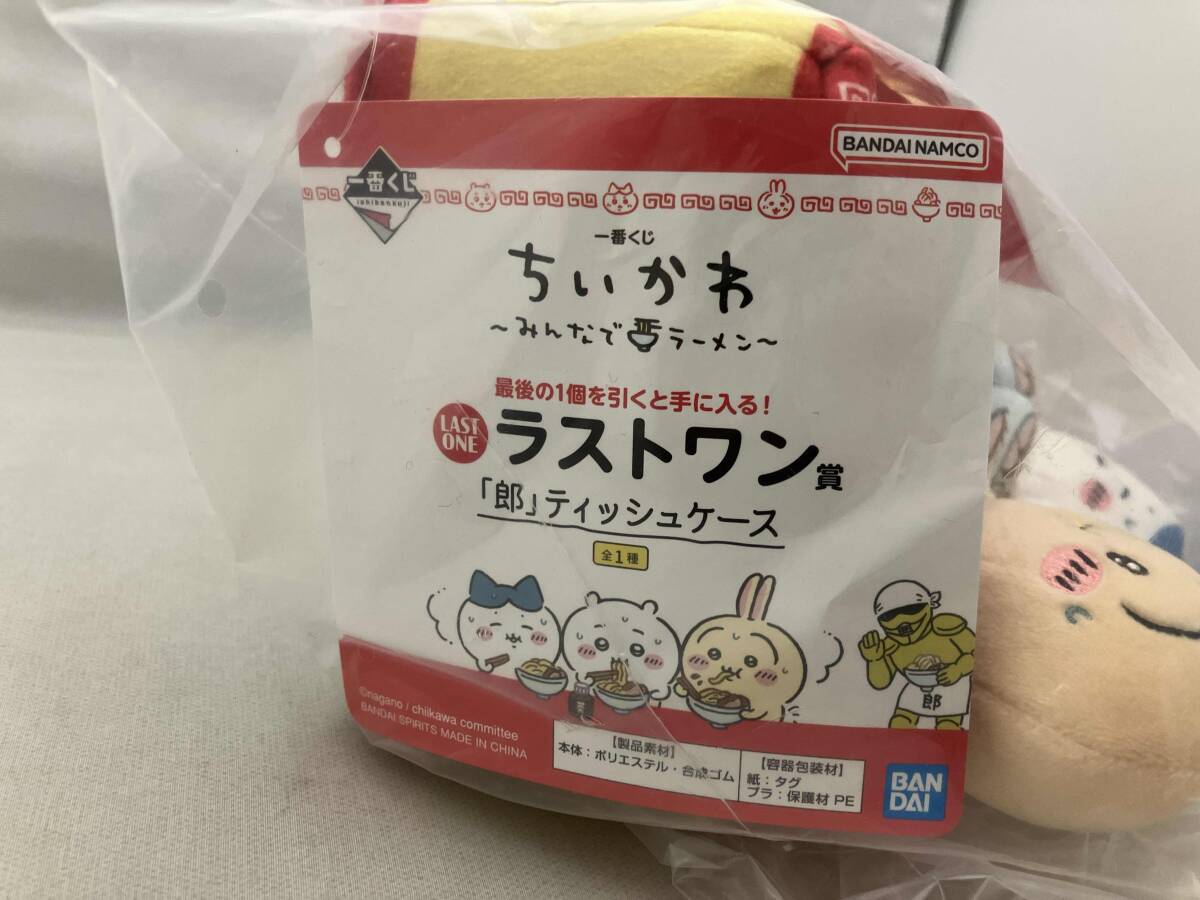 BANDAI NAMCO
一番くじ
ichibankuji
一番くじ
ちいかわ
～みんなでラーメン～
最後の1個を引くと手に入る！
LAST
ONE
ラストワン賞
「郎」ティッシュケース
全1種
郎
©nagano / chiikawa committee
BANDAI SPIRITS MADE IN CHINA
【製品素材】
本体：ポリエステル・合成ゴム
【容器包装材】
紙：タグ
プラ：保護材 PE
BAN
DAI